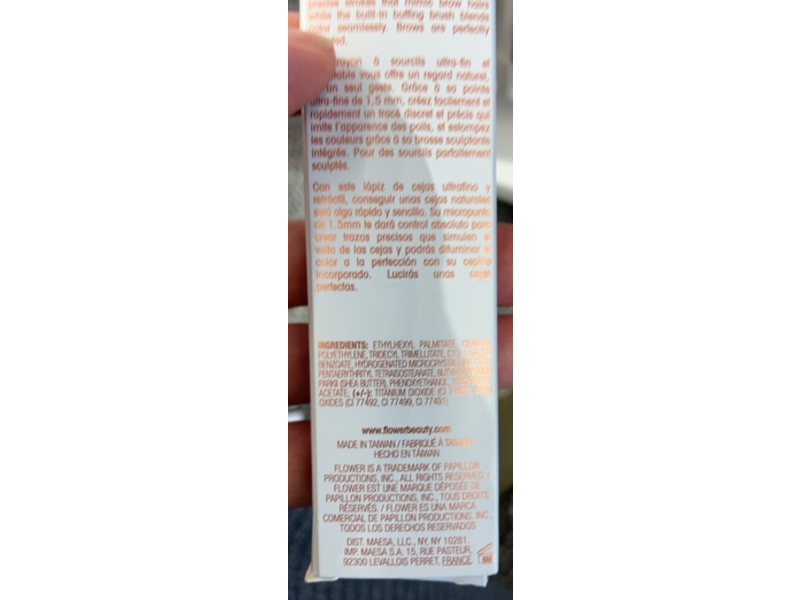 precise strokes that mimic brow hairs
while the built-in buffing brush blends
color seamlessly. Brows are perfectly
à sourcils ultra-fin et
vous offre un regard naturel,
un seul geste. Grâce à sa pointe
ultra-fine de 1,5 mm, créez facilement et
rapidement un tracé discret et précis qui
imite l'apparence des poils, et estompez
les couleurs grâce à sa brosse sculptante
intégrée. Pour des sourcils parfaitement
sculptés.
Con este lápiz de cejas ultrafino y
retráctil, conseguir unas cejas naturales
será algo rápido y sencillo. Su micropunta
de 1.5mm te dará control absoluto para
crear trazos precisos que simulen el
vello de las cejas y podrás difuminar el
color a la perfección con su cepillo
incorporado. Lucirás unas cejas
perfectas.
INGREDIENTS: ETHYLHEXYL PALMITATE,
POLYETHYLENE, TRIDECYL TRIMELLITATE,
BENZOATE, HYDROGENATED
PENTAERYTHRITYL TETRAISOSTEARATE,
PARKII (SHEA BUTTER), PHENOXYETHANOL,
ACETATE; (+/-): TITANIUM DIOXIDE
OXIDES (CI 77492, CI 77499, CI 77491).
www.flowerbeauty.com
MADE IN TAIWAN / FABRIQUÉ À TAIWAN /
HECHO EN TÁIWAN
FLOWER IS A TRADEMARK OF PAPILLON
PRODUCTIONS, INC., ALL RIGHTS RESERVED. /
FLOWER EST UNE MARQUE DÉPOSÉE DE
PAPILLON PRODUCTIONS, INC., TOUS DROITS
RÉSERVÉS. / FLOWER ES UNA MARCA
COMERCIAL DE PAPILLON PRODUCTIONS, INC.,
TODOS LOS DERECHOS RESERVADOS
DIST. MAESA, LLC., NY, NY 10281.
IMP. MAESA S.A. 15, RUE PASTEUR,
92300 LEVALLOIS PERRET, FRANCE.